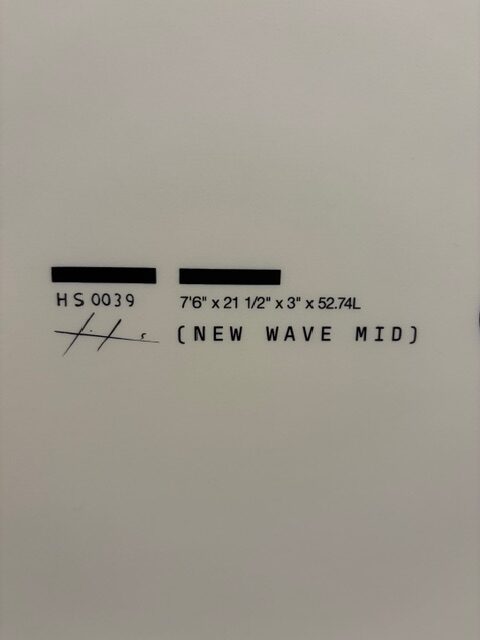 HS0039
7'6" x 21 1/2" x 3" x 52.74L
(NEW WAVE MID)